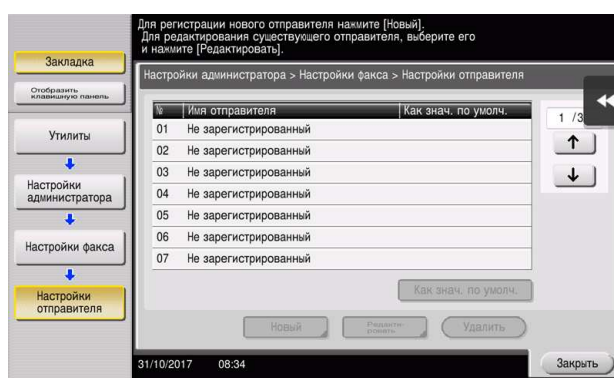 Для регистрации нового отправителя нажмите [Новый].
Для редактирования существующего отправителя, выберите его
и нажмите [Редактировать].
Закладка
Отобразить
клавишную панель
Утилиты
Настройки
администратора
Настройки факса
Настройки
отправителя
Настройки администратора > Настройки факса > Настройки отправителя
№ Имя отправителя Как знач. по умолч.
01 Не зарегистрированный
02 Не зарегистрированный
03 Не зарегистрированный
04 Не зарегистрированный
05 Не зарегистрированный
06 Не зарегистрированный
07 Не зарегистрированный
1 /3
Как знач. по умолч.
Новый
Редакти-
ровать
Удалить
31/10/2017 08:34
Закрыть